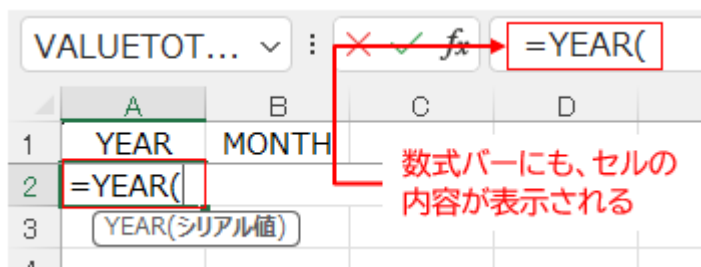 VALUETOT... fx =YEAR(
A B C D
1 YEAR MONTH
数式バーにも、セルの
内容が表示される
2 =YEAR(
3 YEAR(シリアル値)